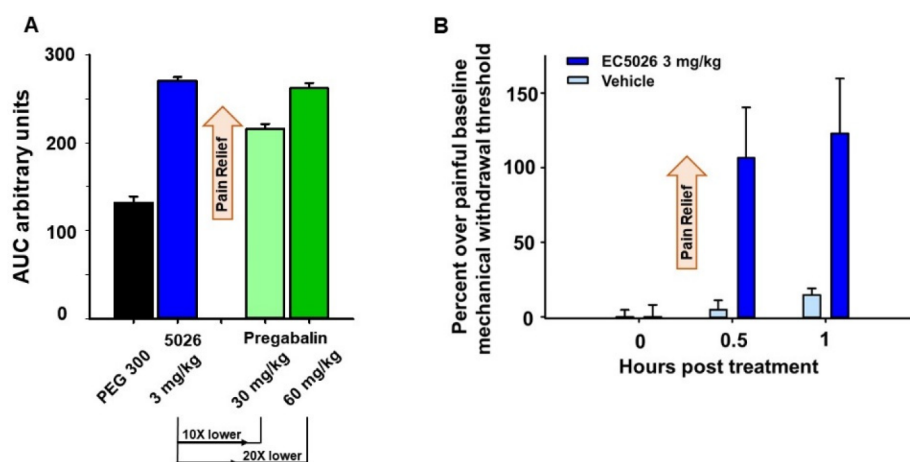 A
AUC arbitrary units
300
200
100
0
Pain Relief
PEG 300
5026
3 mg/kg
Pregabalin
30 mg/kg
60 mg/kg
10X lower
20X lower
B
Percent over painful baseline
mechanical withdrawal threshold
EC5026 3 mg/kg
Vehicle
150
100
50
0
Pain Relief
0
0.5
1
Hours post treatment